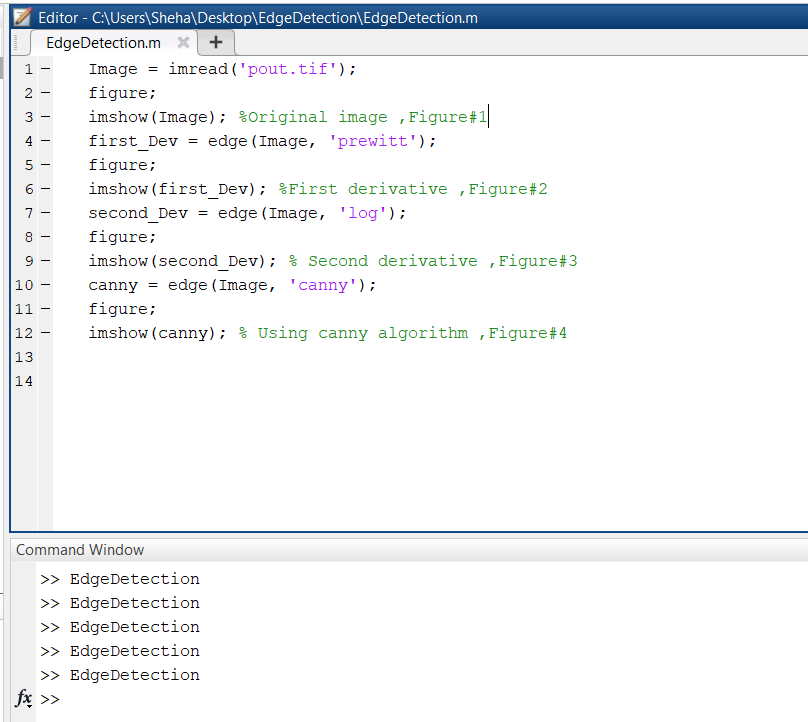 Editor - C:\Users\Sheha\Desktop\EdgeDetection\EdgeDetection.m
EdgeDetection.m × +
1 – Image = imread('pout.tif');
2 – figure;
3 – imshow(Image); %Original image ,Figure#1
4 – first_Dev = edge(Image, 'prewitt');
5 – figure;
6 – imshow(first_Dev); %First derivative ,Figure#2
7 – second_Dev = edge(Image, 'log');
8 – figure;
9 – imshow(second_Dev); % Second derivative ,Figure#3
10 – canny = edge(Image, 'canny');
11 – figure;
12 – imshow(canny); % Using canny algorithm ,Figure#4
13
14
Command Window
>> EdgeDetection
>> EdgeDetection
>> EdgeDetection
>> EdgeDetection
>> EdgeDetection
fx >>